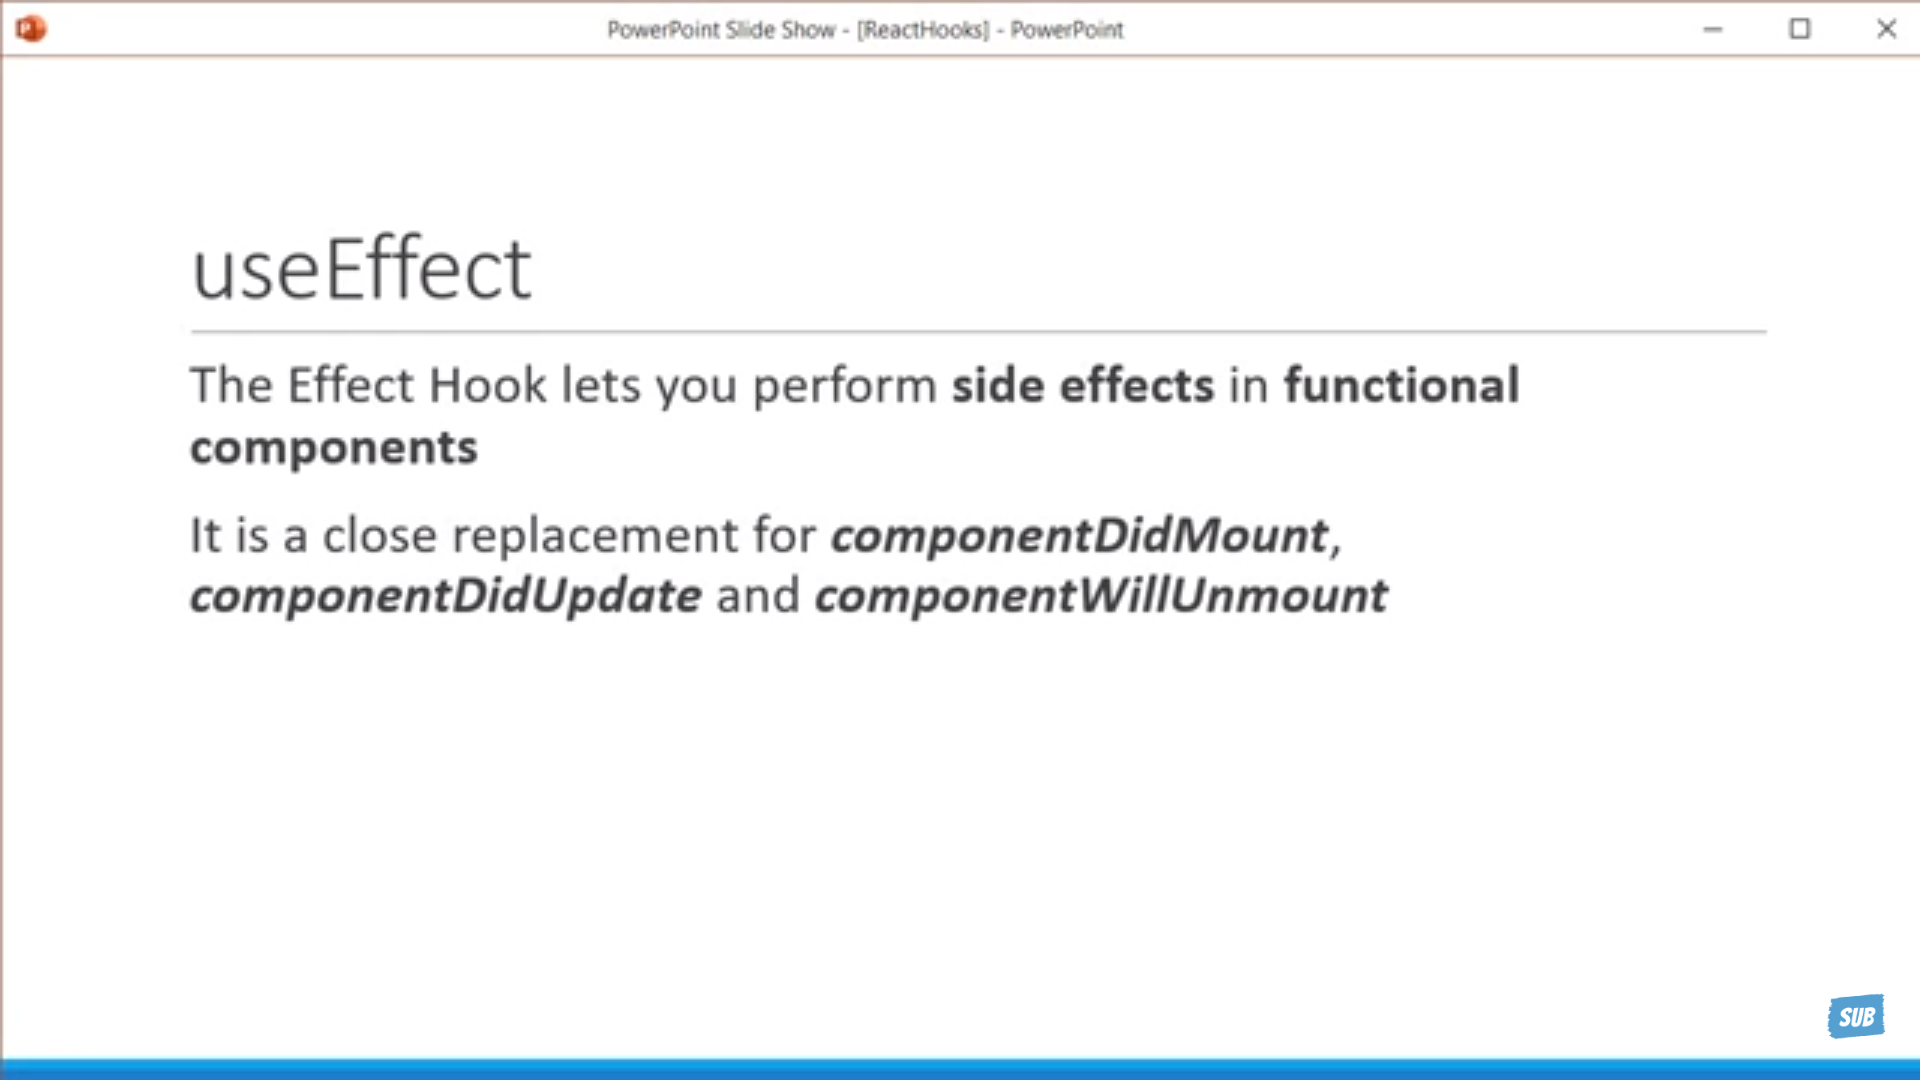 PowerPoint Slide Show - [ReactHooks] - PowerPoint
useEffect
The Effect Hook lets you perform side effects in functional
components
It is a close replacement for componentDidMount,
componentDidUpdate and componentWillUnmount
SUB